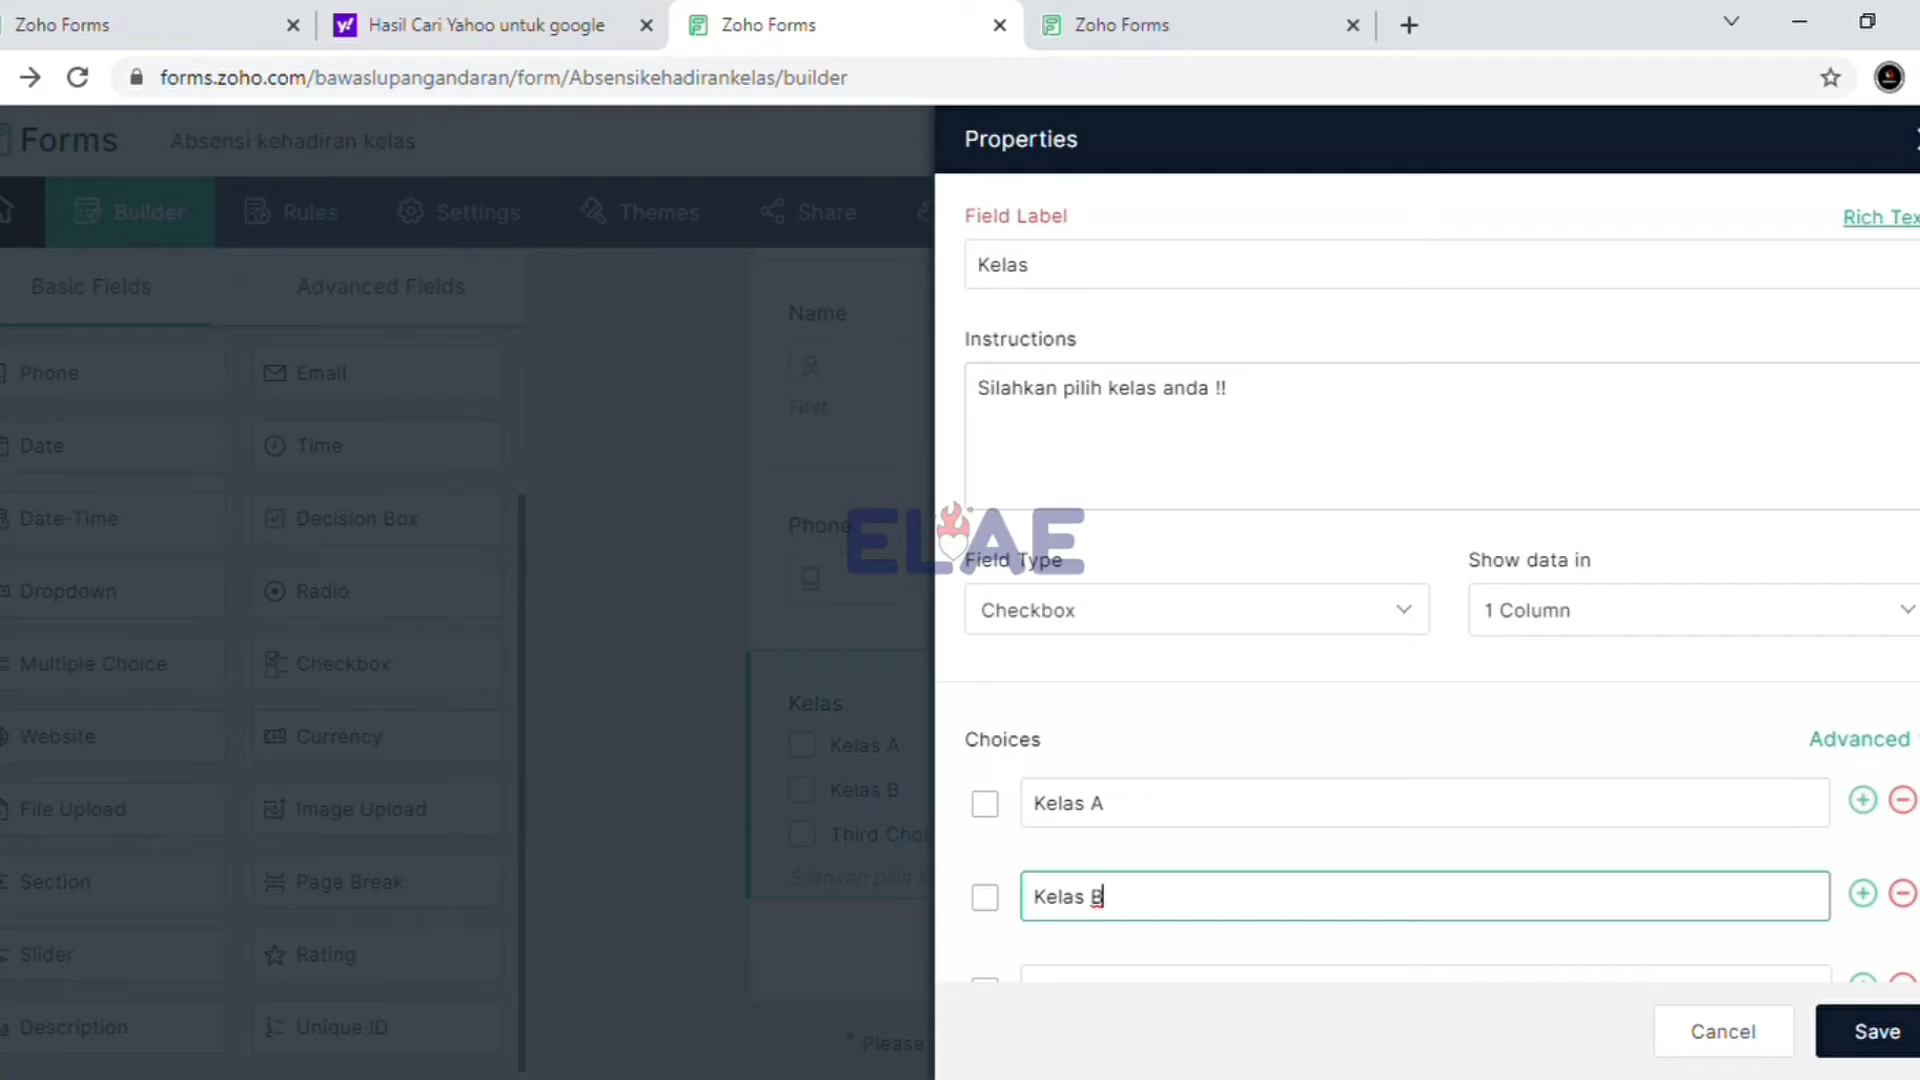 Zoho Forms
Hasil Cari Yahoo untuk google
Zoho Forms
Zoho Forms
forms.zoho.com/bawaslupangandaran/form/Absensikehadirankelas/builder
Forms
Absensi kehadiran kelas
Builder
Rules
Settings
Themes
Share
Basic Fields
Advanced Fields
Phone
Email
Date
Time
Date-Time
Decision Box
Dropdown
Radio
Multiple Choice
Checkbox
Website
Currency
File Upload
Image Upload
Section
Page Break
Slider
Rating
Description
Unique ID
Name
First
Phone
Kelas
Kelas A
Kelas B
Third Choi
Silahkan pilih k
* Please
ELAE
Properties
Field Label
Rich Tex
Kelas
Instructions
Silahkan pilih kelas anda !!
Field Type
Show data in
Checkbox
1 Column
Choices
Advanced
Kelas A
Kelas B
Cancel
Save